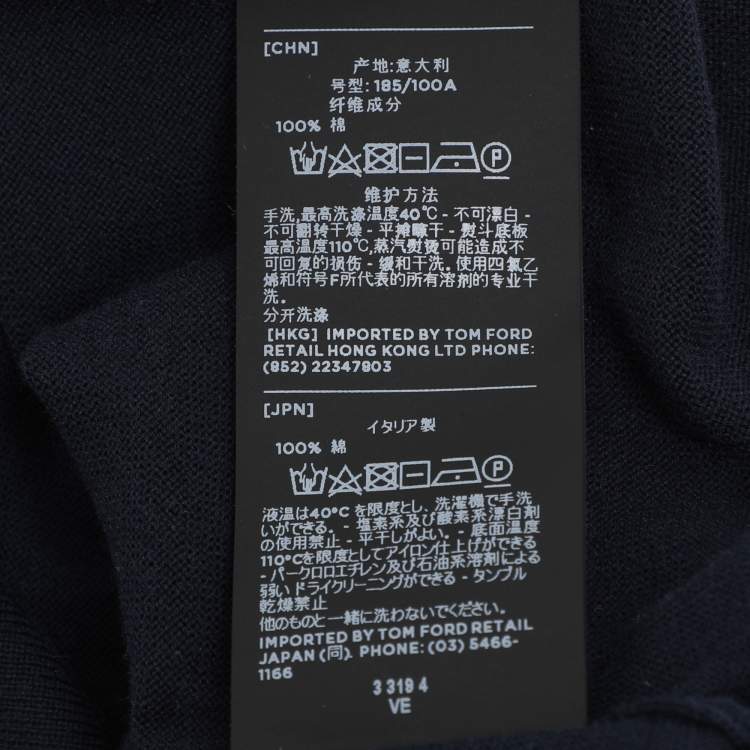 [CHN]
产地:意大利
号型: 185/100A
纤维成分
100% 棉
P
维护方法
手洗,最高洗涤温度40℃ - 不可漂白 -
不可翻转干燥 - 平摊晾干 - 熨斗底板
最高温度110℃,蒸汽熨烫可能造成不
可回复的损伤 - 缓和干洗。使用四氯乙
烯和符号F所代表的所有溶剂的专业干
洗。
分开洗涤
[HKG] IMPORTED BY TOM FORD
RETAIL HONG KONG LTD PHONE:
(852) 22347803
[JPN]
イタリア製
100% 綿
P
液温は40°C を限度とし、洗濯機で手洗
いができる。 - 塩素系及び酸素系漂白剤
の使用禁止 - 平干しがよい。 - 底面温度
110°Cを限度としてアイロン仕上げができる
- パークロロエチレン及び石油系溶剤による
弱い ドライクリーニングができる - タンブル
乾燥禁止
他のものと一緒に洗わないでください。
IMPORTED BY TOM FORD RETAIL
JAPAN (同). PHONE: (03) 5466-
1166
3 3 19 4
VE